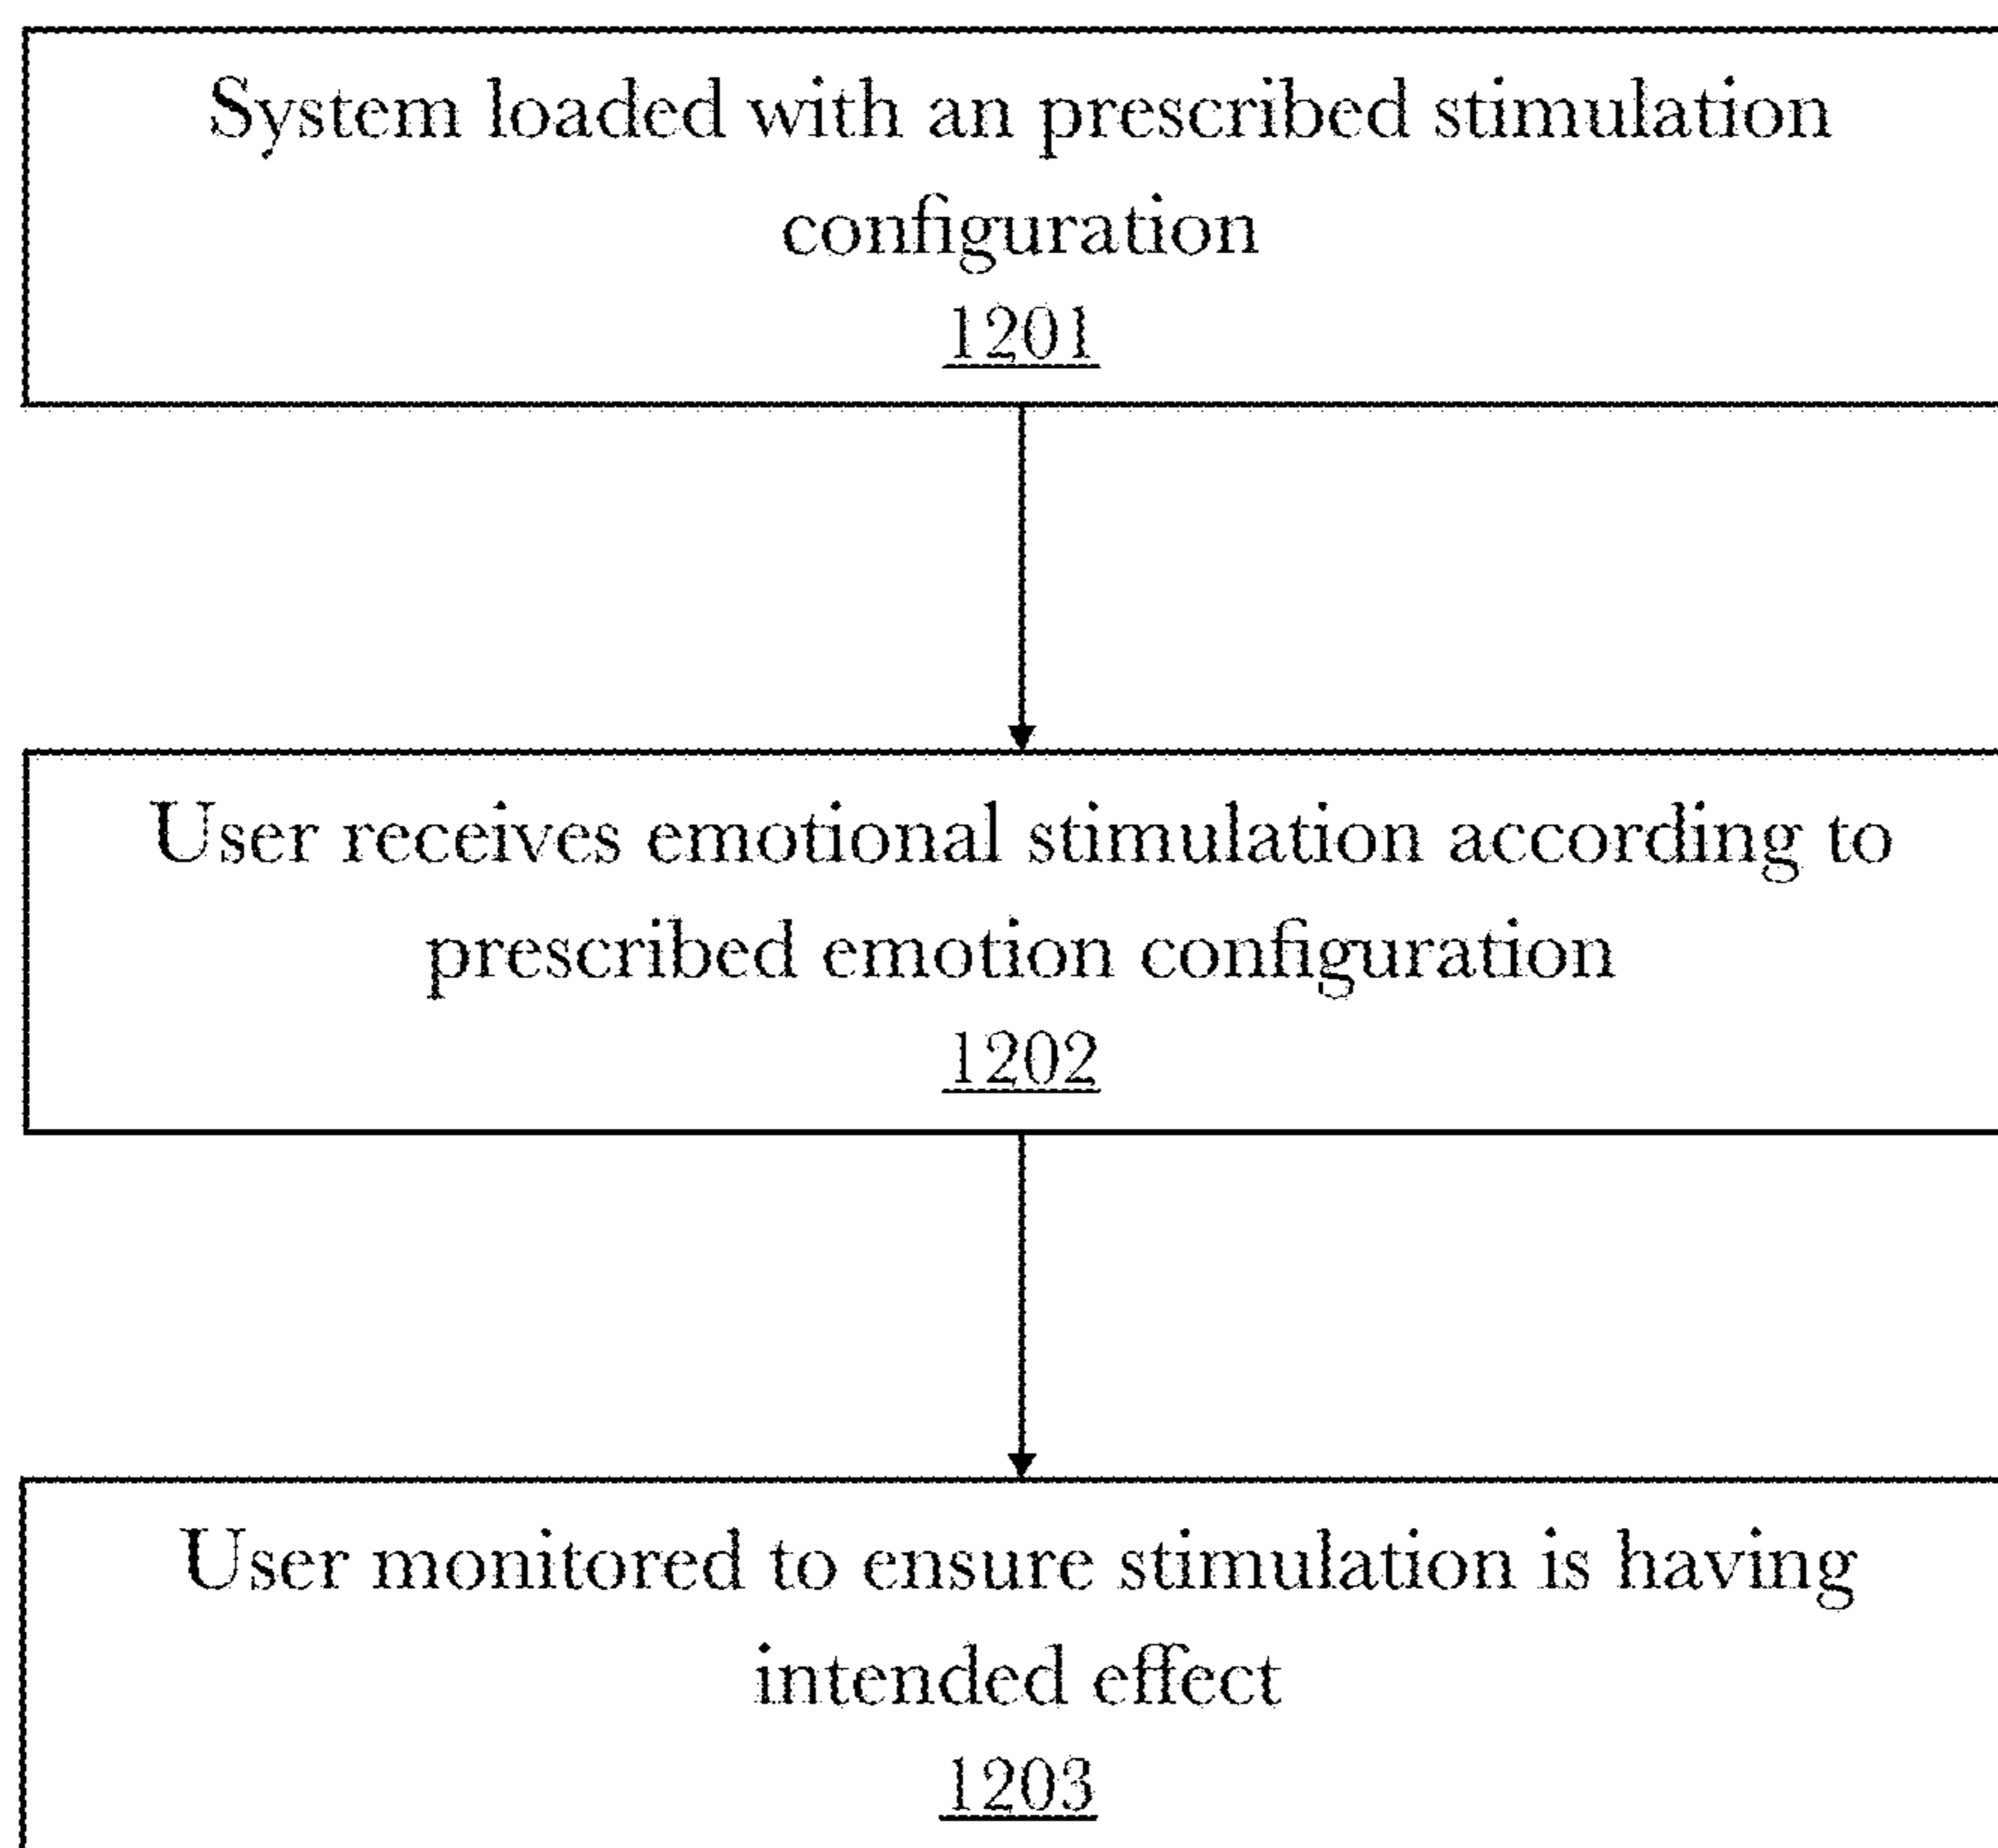 System loaded with an prescribed stimulation
configuration
1201
User receives emotional stimulation according to
prescribed emotion configuration
1202
User monitored to ensure stimulation is having
intended effect
1203